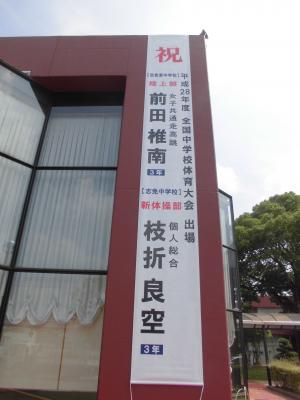 祝
平成28年度 全国中学校体育大会 出場
【志免東中学校】
陸上部
女子共通走高跳
前田 椎南
3年
【志免中学校】
新体操部
個人総合
枝折 良空
3年